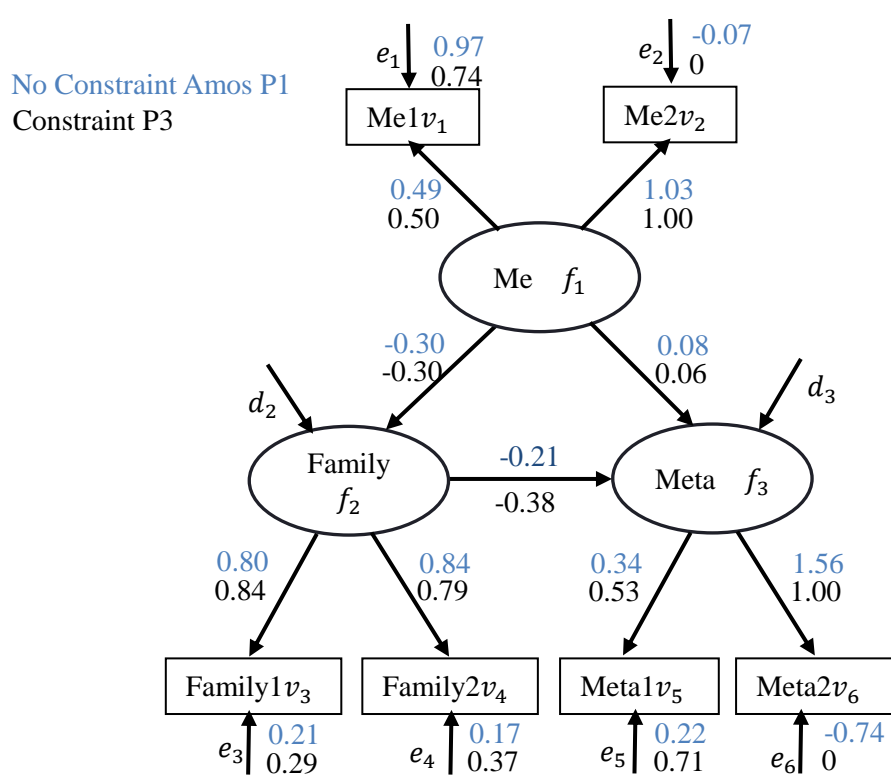 e₁ 0.97
0.74
e₂ -0.07
0
No Constraint Amos P1
Constraint P3
Me1v₁
Me2v₂
0.49
0.50
1.03
1.00
Me f₁
-0.30
-0.30
0.08
0.06
d₂
d₃
Family
f₂
-0.21
-0.38
Meta f₃
0.80
0.84
0.84
0.79
0.34
0.53
1.56
1.00
Family1v₃
Family2v₄
Meta1v₅
Meta2v₆
e₃ 0.21
0.29
e₄ 0.17
0.37
e₅ 0.22
0.71
e₆ -0.74
0